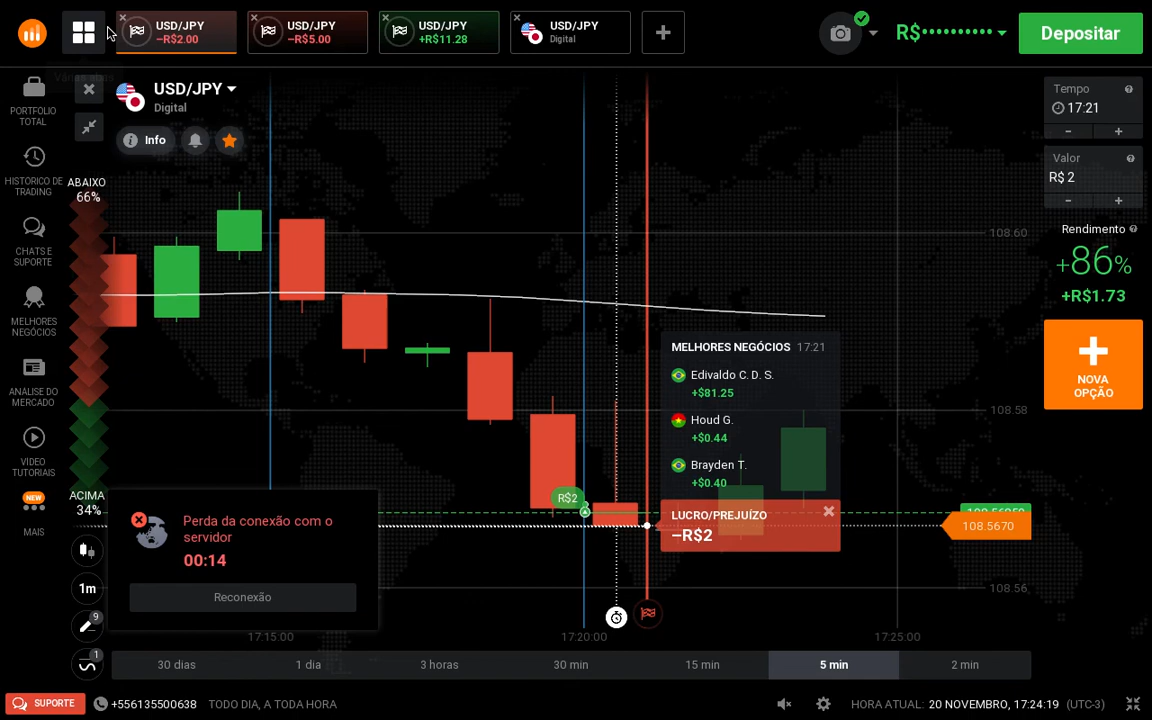 USD/JPY
–R$2.00
USD/JPY
–R$5.00
USD/JPY
+R$11.28
USD/JPY
Digital
R$
Depositar
USD/JPY
Digital
Info
PORTFOLIO
TOTAL
HISTÓRICO DE
TRADING
CHATS E
SUPORTE
MELHORES
NEGÓCIOS
ANALISE DO
MERCADO
VIDEO
TUTORIAIS
NEW
MAIS
ABAIXO
66%
ACIMA
34%
1m
9
1
Tempo
17:21
–
+
Valor
R$ 2
–
+
Rendimento
+86%
+R$1.73
NOVA
OPÇÃO
108.60
108.58
108.5670
108.56
MELHORES NEGÓCIOS 17:21
Edivaldo C. D. S.
+$81.25
Houd G.
+$0.44
Brayden T.
+$0.40
LUCRO/PREJUÍZO
–R$2
R$2
Perda da conexão com o
servidor
00:14
Reconexão
17:15:00
17:20:00
17:25:00
30 dias
1 dia
3 horas
30 min
15 min
5 min
2 min
SUPORTE
+556135500638
TODO DIA, A TODA HORA
HORA ATUAL: 20 NOVEMBRO, 17:24:19 (UTC-3)